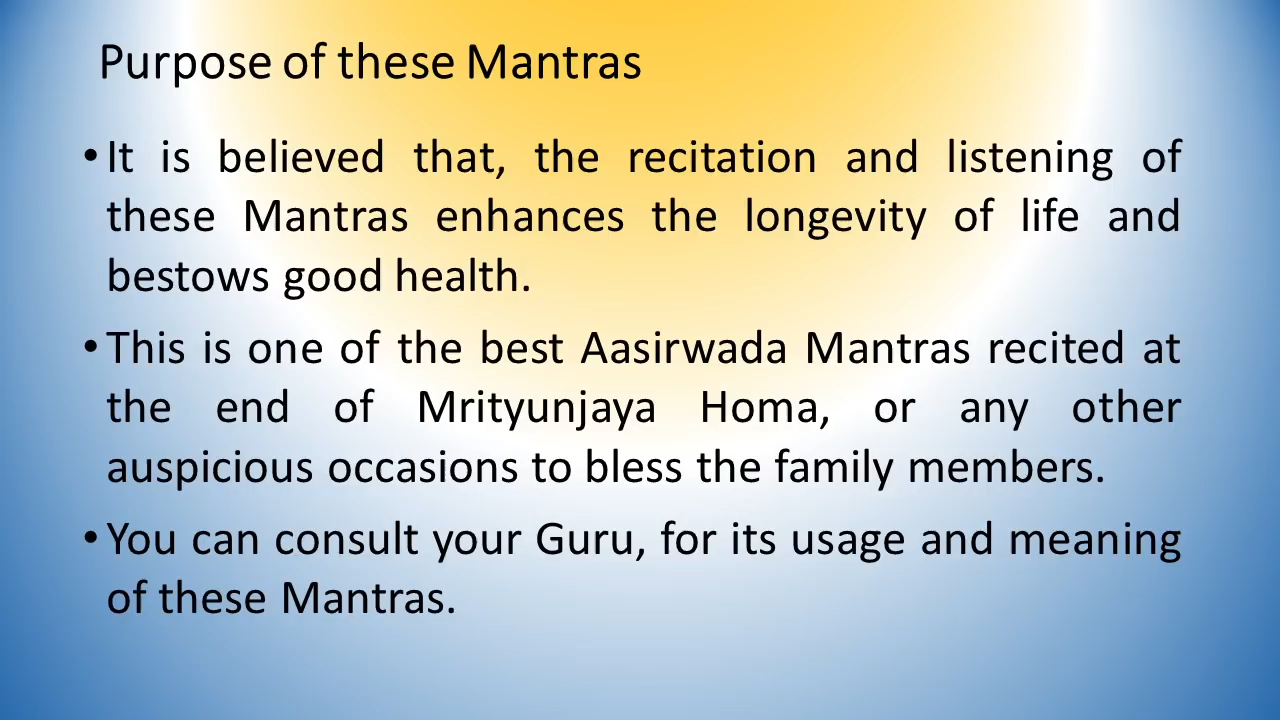 Purpose of these Mantras
• It is believed that, the recitation and listening of
these Mantras enhances the longevity of life and
bestows good health.
• This is one of the best Aasirwada Mantras recited at
the end of Mrityunjaya Homa, or any other
auspicious occasions to bless the family members.
• You can consult your Guru, for its usage and meaning
of these Mantras.